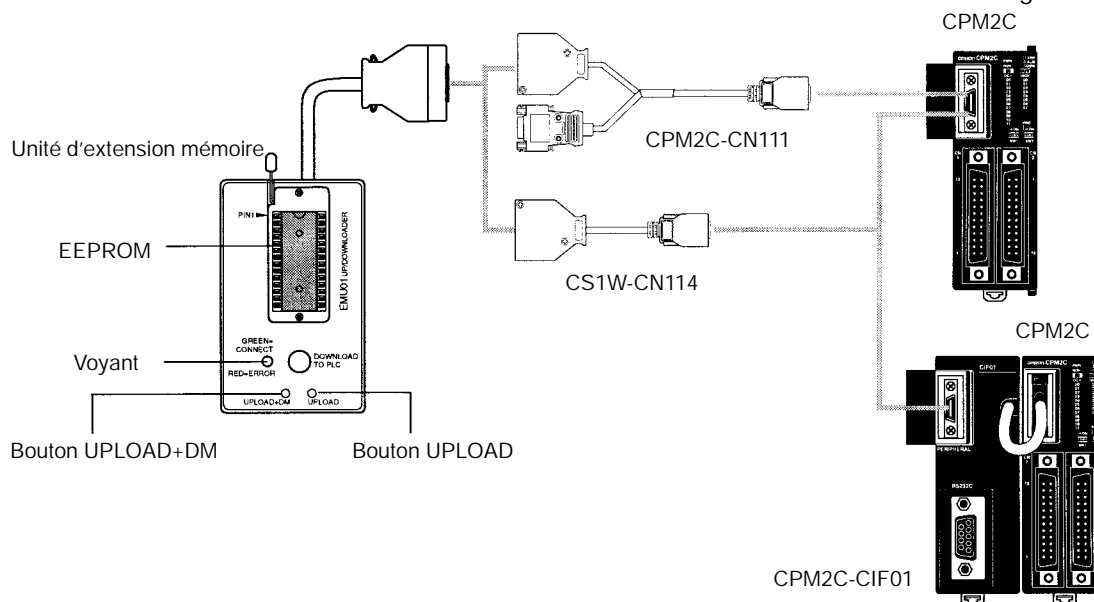 CPM2C
CPM2C-CN111
Unité d'extension mémoire
PIN1
EEPROM
EMU01 UP/DOWNLOADER
CS1W-CN114
GREEN=
CONNECT
Voyant
RED=ERROR
DOWNLOAD
TO PLC
UPLOAD+DM
UPLOAD
Bouton UPLOAD+DM
Bouton UPLOAD
CPM2C
CIF01
PERIPHERAL
RS232C
CPM2C-CIF01